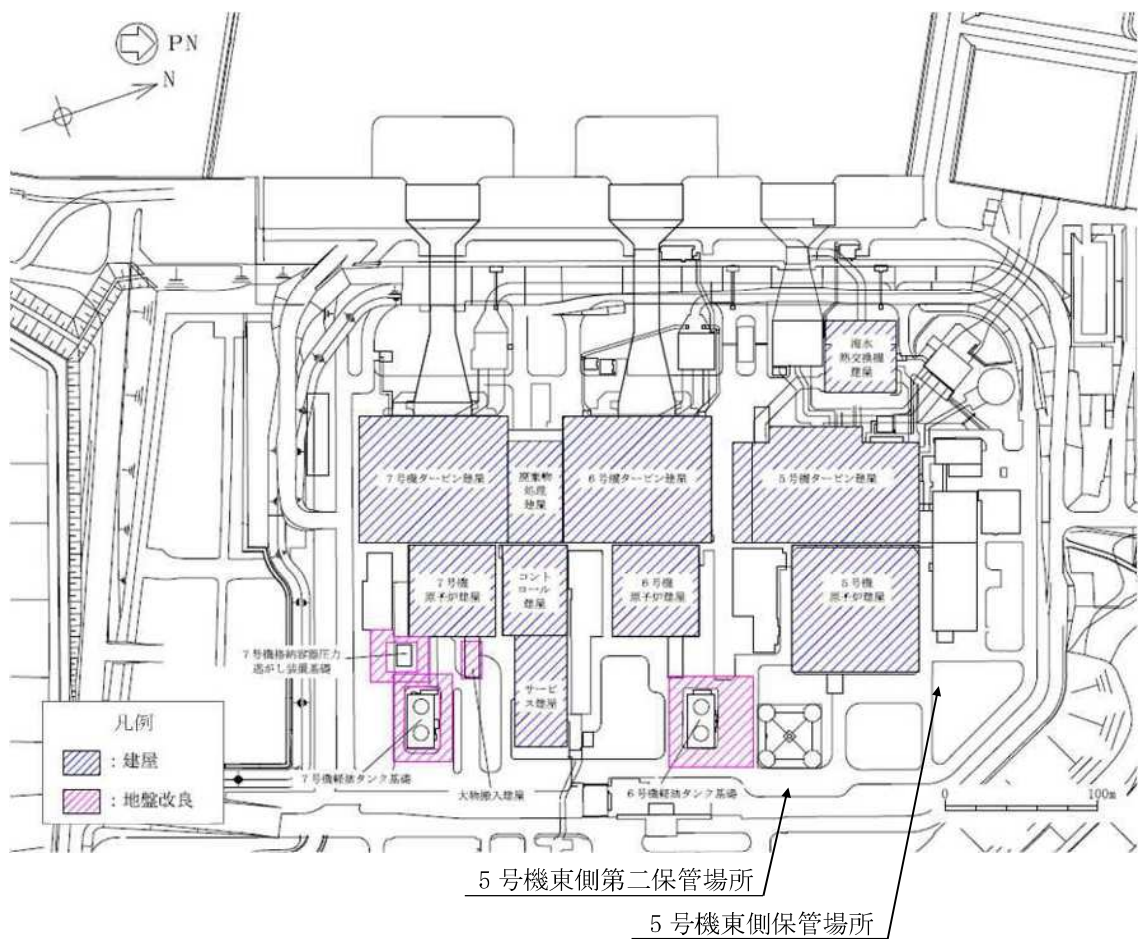 PN
N
海水
熱交換機
建屋
7号機タービン建屋
廃棄物
処理
建屋
6号機タービン建屋
5号機タービン建屋
7号機
原子炉建屋
コント
ロール
建屋
6号機
原子炉建屋
5号機
原子炉建屋
7号機格納容器圧力
逃がし装置基礎
サービ
ス建屋
凡例
:建屋
:地盤改良
7号機軽油タンク基礎
大物搬入建屋
6号機軽油タンク基礎
0
100m
5号機東側第二保管場所
5号機東側保管場所